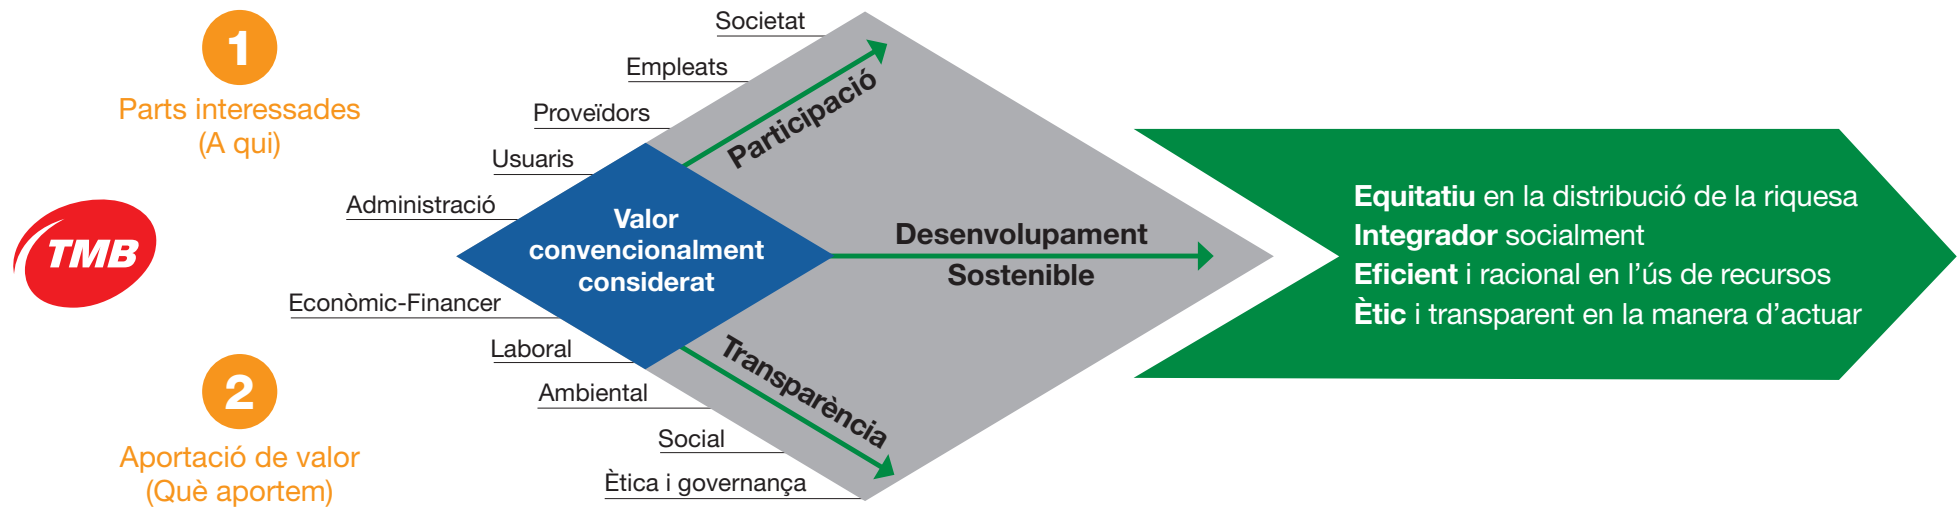 1
Parts interessades
(A qui)
Societat
Empleats
Proveïdors
Usuaris
Administració
TMB
Econòmic-Financer
Laboral
Ambiental
Social
Ètica i governança
2
Aportació de valor
(Què aportem)
Valor
convencionalment
considerat
Participació
Desenvolupament
Sostenible
Transparència
Equitatiu en la distribució de la riquesa
Integrador socialment
Eficient i racional en l’ús de recursos
Ètic i transparent en la manera d’actuar